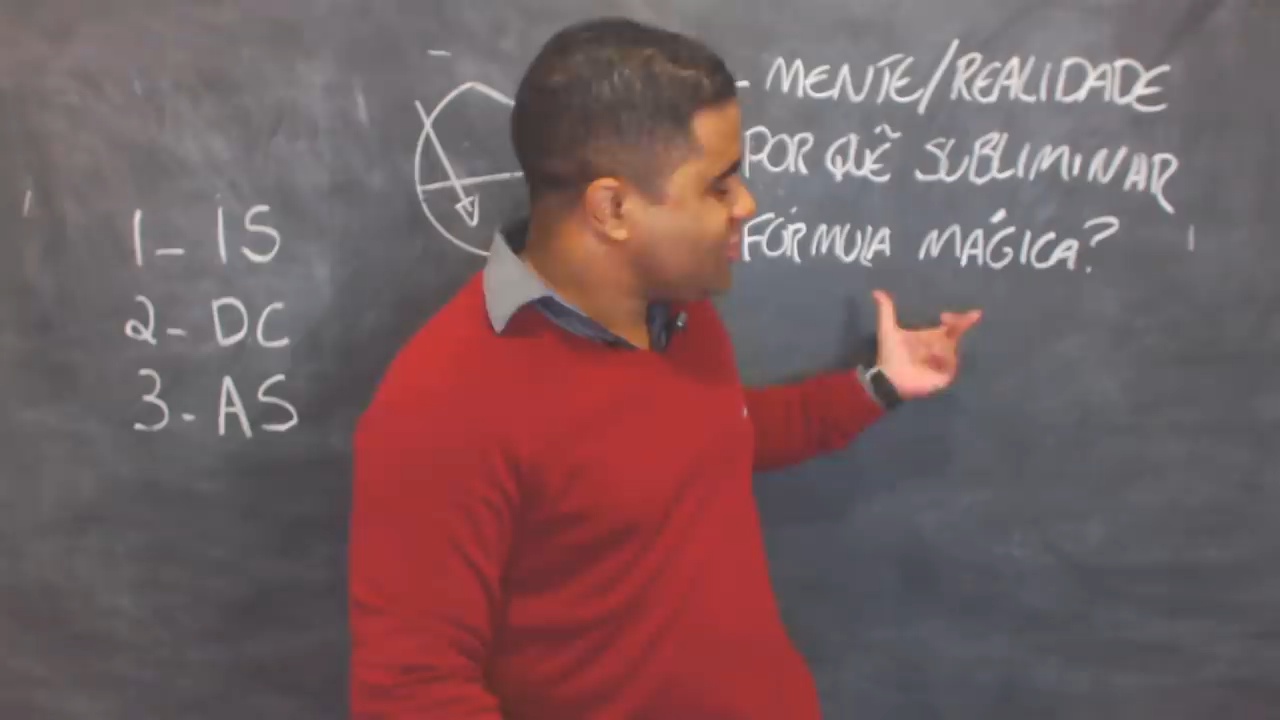 1- IS
2- DC
3- AS
- MENTE/REALIDADE
POR QUÊ SUBLIMINAR
FÓRMULA MÁGICA?